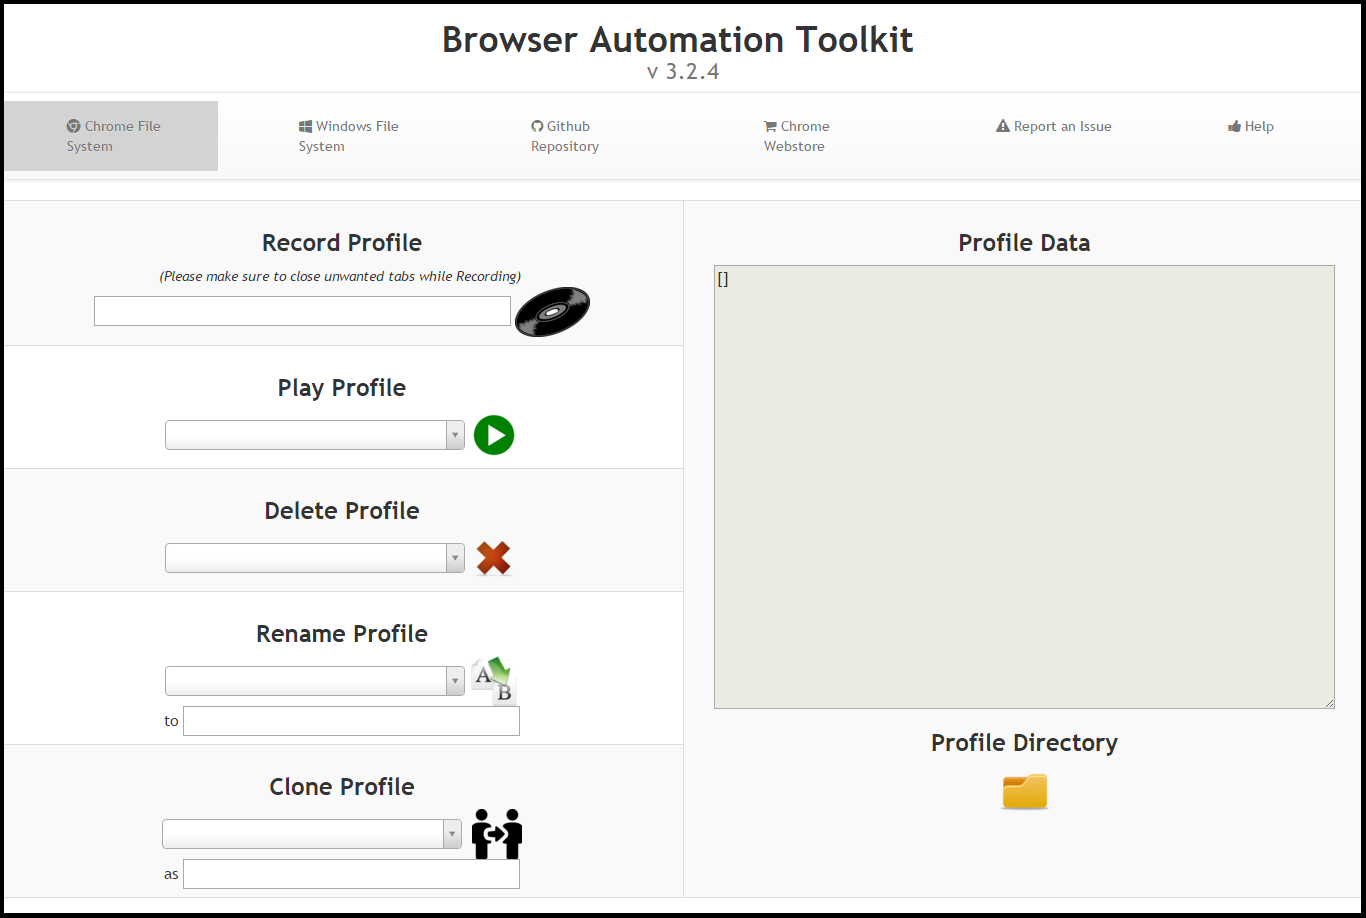 Browser Automation Toolkit
v 3.2.4
Chrome File
System
Windows File
System
Github
Repository
Chrome
Webstore
Report an Issue
Help
Record Profile
(Please make sure to close unwanted tabs while Recording)
Play Profile
Delete Profile
Rename Profile
A
B
to
Clone Profile
as
Profile Data
[]
Profile Directory